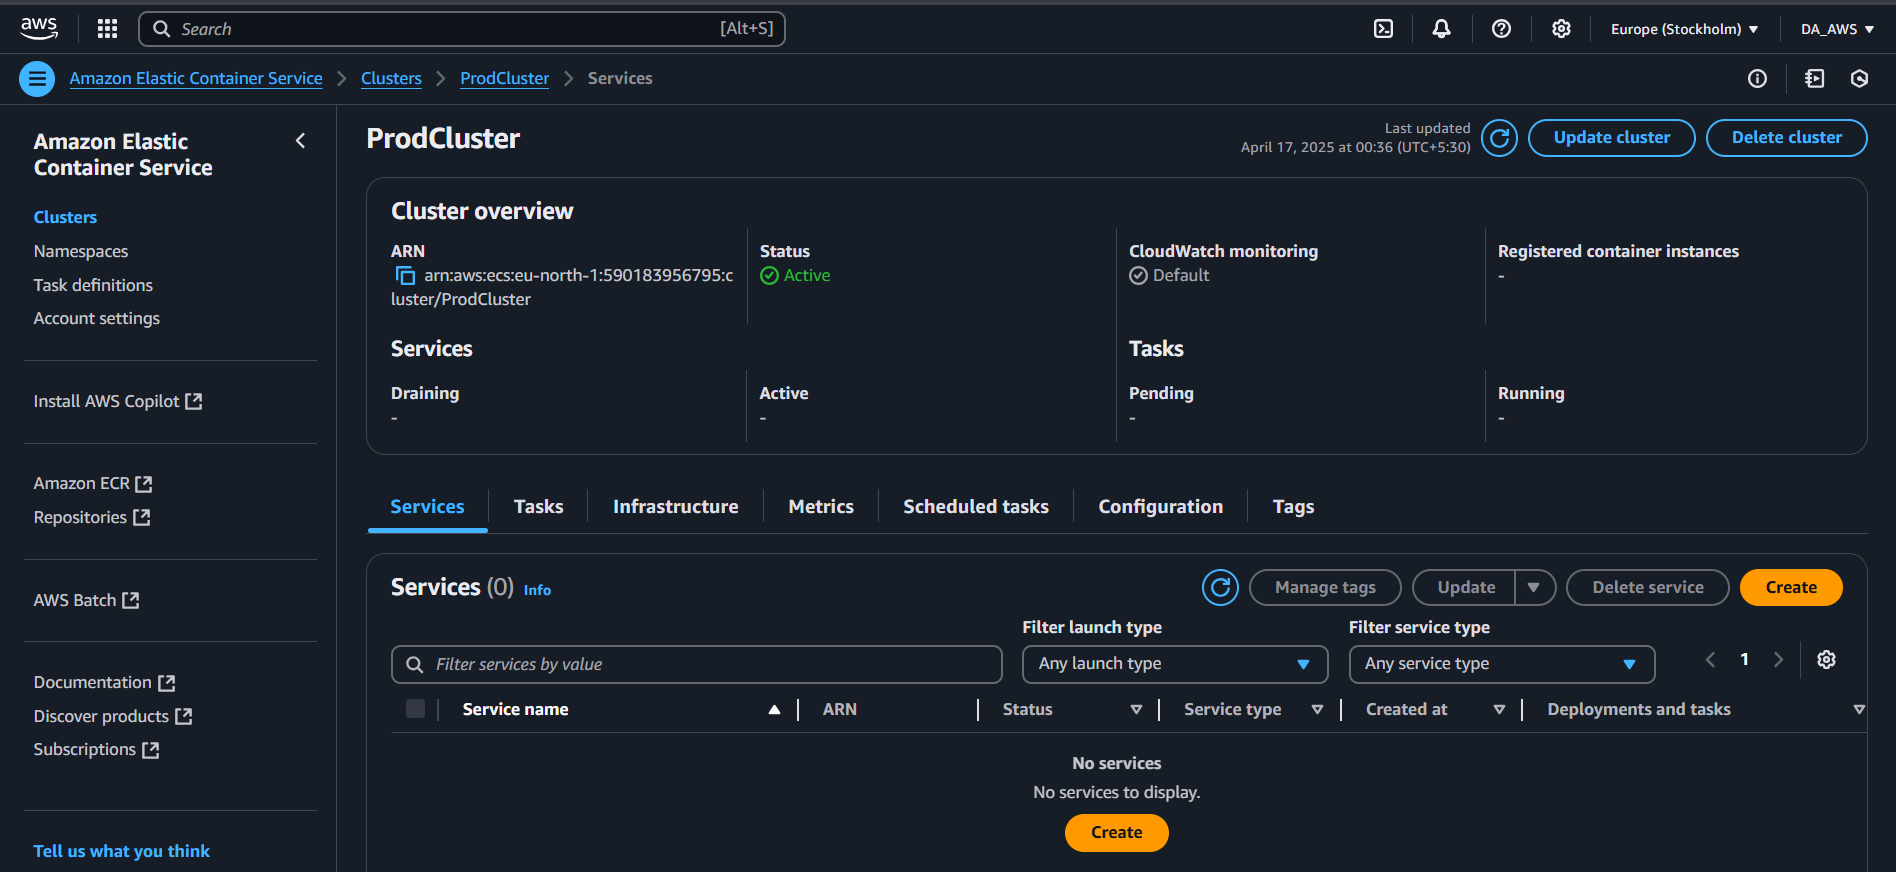 aws
Search [Alt+S]
Europe (Stockholm)
DA_AWS
Amazon Elastic Container Service
Clusters
ProdCluster
Services
Amazon Elastic
Container Service
Clusters
Namespaces
Task definitions
Account settings
Install AWS Copilot
Amazon ECR
Repositories
AWS Batch
Documentation
Discover products
Subscriptions
Tell us what you think
ProdCluster
Last updated
April 17, 2025 at 00:36 (UTC+5:30)
Update cluster
Delete cluster
Cluster overview
ARN
arn:aws:ecs:eu-north-1:590183956795:c
luster/ProdCluster
Status
Active
CloudWatch monitoring
Default
Registered container instances
-
Services
Draining
-
Active
-
Tasks
Pending
-
Running
-
Services
Tasks
Infrastructure
Metrics
Scheduled tasks
Configuration
Tags
Services (0) Info
Manage tags
Update
Delete service
Create
Filter services by value
Filter launch type
Any launch type
Filter service type
Any service type
1
Service name
ARN
Status
Service type
Created at
Deployments and tasks
No services
No services to display.
Create